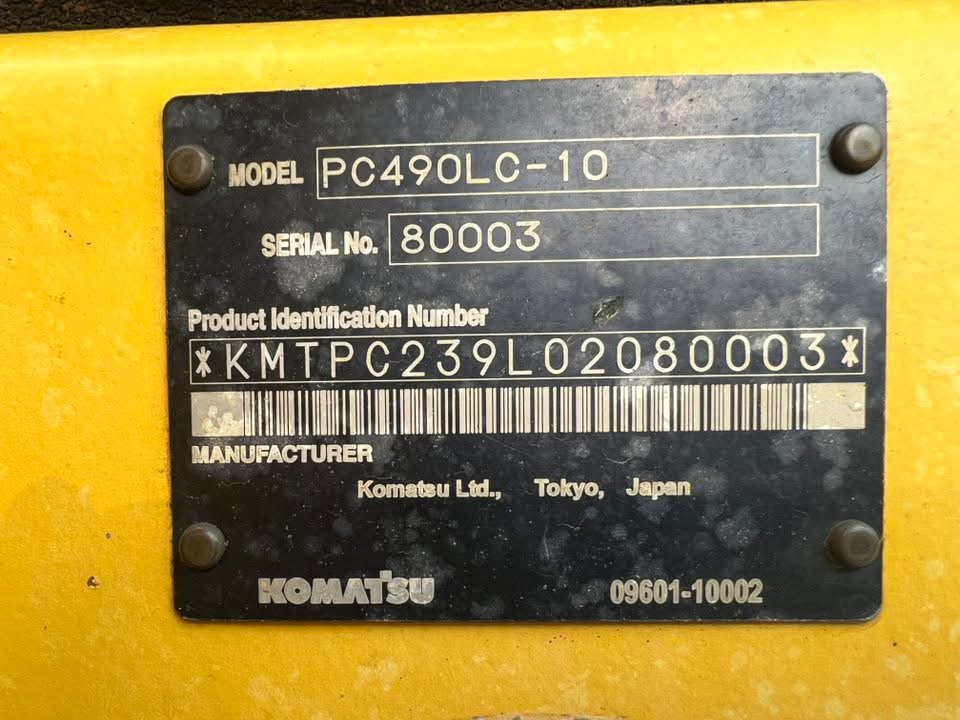 MODEL PC490LC-10
SERIAL No. 80003
Product Identification Number
*KMTPC239L02080003*
MANUFACTURER
Komatsu Ltd., Tokyo, Japan
KOMATSU 09601-10002